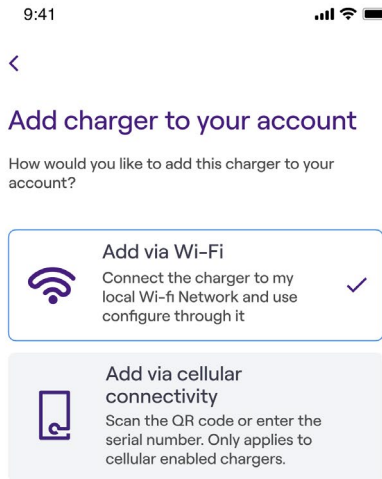 9:41
Add charger to your account
How would you like to add this charger to your
account?
Add via Wi-Fi
Connect the charger to my
local Wi-fi Network and use
configure through it
Add via cellular
connectivity
Scan the QR code or enter the
serial number. Only applies to
cellular enabled chargers.